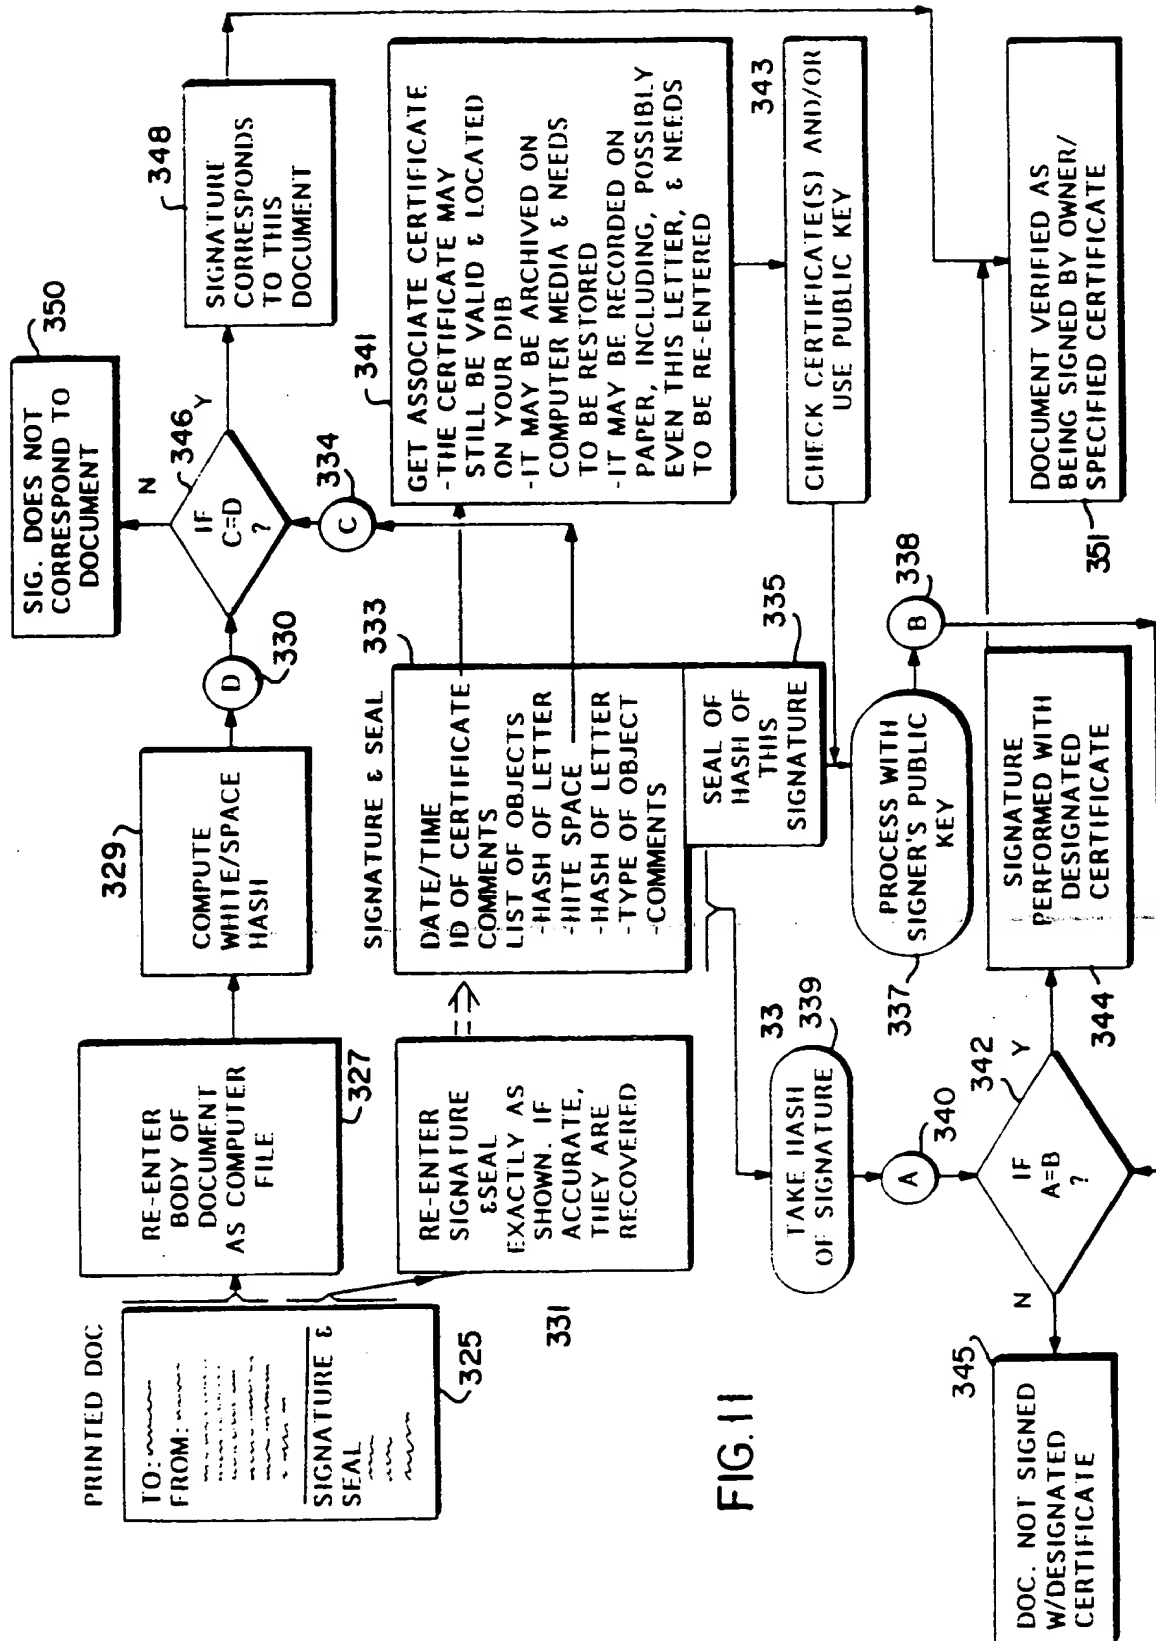 PRINTED DOC
TO:
FROM:
SIGNATURE &
SEAL
325
RE-ENTER
BODY OF
DOCUMENT
AS COMPUTER
FILE
327
COMPUTE
WHITE/SPACE
HASH
329
D
330
IF
C=D
?
346
N
Y
SIG. DOES NOT
CORRESPOND TO
DOCUMENT
350
SIGNATURE
CORRESPONDS
TO THIS
DOCUMENT
348
C
334
RE-ENTER
SIGNATURE
&SEAL
EXACTLY AS
SHOWN. IF
ACCURATE,
THEY ARE
RECOVERED
331
SIGNATURE & SEAL
333
DATE/TIME
ID OF CERTIFICATE
COMMENTS
LIST OF OBJECTS
-HASH OF LETTER
-HITE SPACE
-HASH OF LETTER
-TYPE OF OBJECT
-COMMENTS
SEAL OF
HASH OF
THIS
SIGNATURE
335
GET ASSOCIATE CERTIFICATE
-THE CERTIFICATE MAY
STILL BE VALID & LOCATED
ON YOUR DIB
-IT MAY BE ARCHIVED ON
COMPUTER MEDIA & NEEDS
TO BE RESTORED
-IT MAY BE RECORDED ON
PAPER, INCLUDING, POSSIBLY
EVEN THIS LETTER, & NEEDS
TO BE RE-ENTERED
341
CHECK CERTIFICATE(S) AND/OR
USE PUBLIC KEY
343
33
TAKE HASH
OF SIGNATURE
339
PROCESS WITH
SIGNER'S PUBLIC
KEY
337
B
338
A
340
IF
A=B
?
342
N
Y
DOC. NOT SIGNED
W/DESIGNATED
CERTIFICATE
345
SIGNATURE
PERFORMED WITH
DESIGNATED
CERTIFICATE
344
DOCUMENT VERIFIED AS
BEING SIGNED BY OWNER/
SPECIFIED CERTIFICATE
351
FIG.11